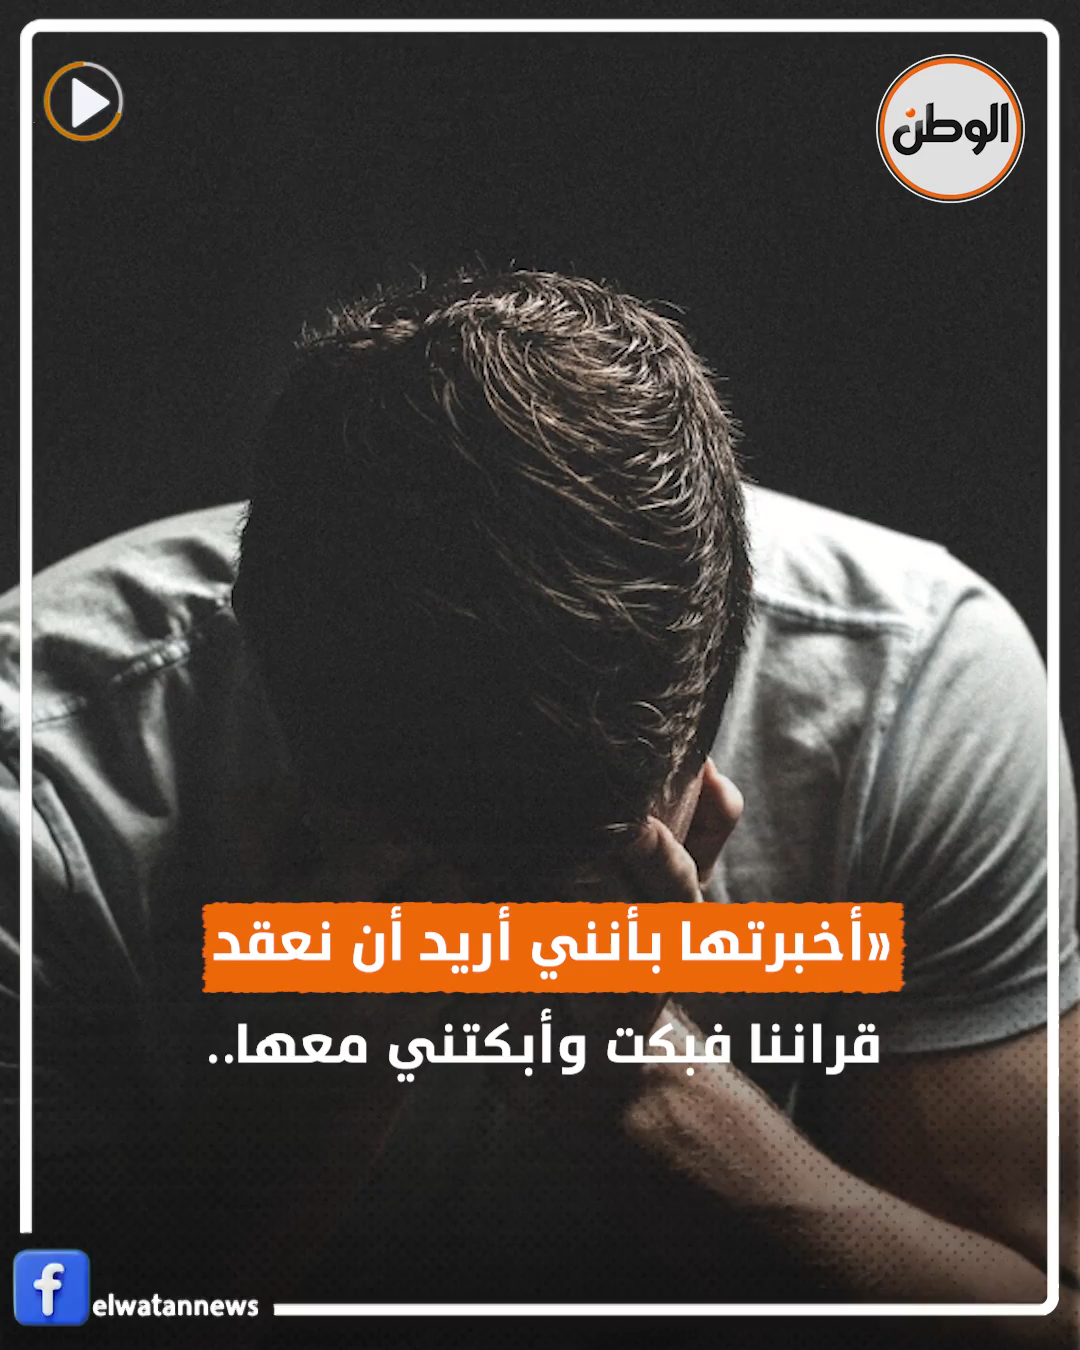 الوطن
«أخبرتها بأنني أريد أن نعقد
قراننا فبكت وأبكتني معها..
f
elwatannews